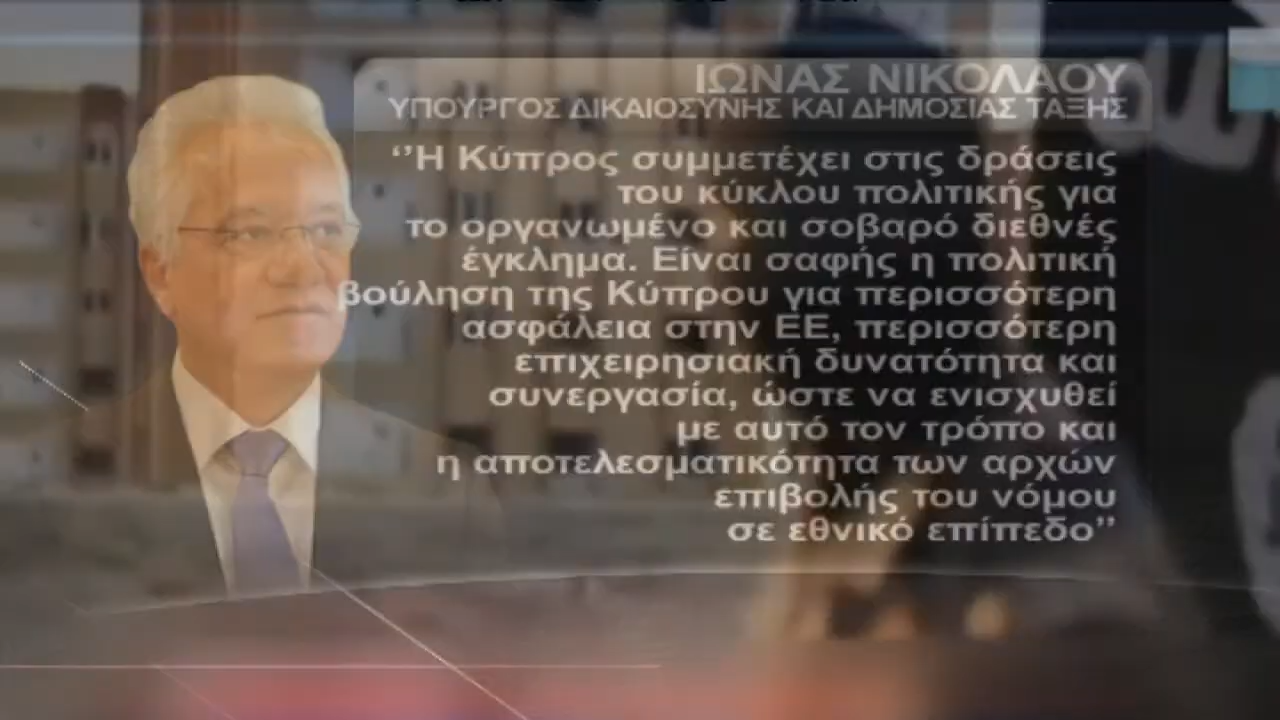 ΙΩΝΑΣ ΝΙΚΟΛΑΟΥ
ΥΠΟΥΡΓΟΣ ΔΙΚΑΙΟΣΥΝΗΣ ΚΑΙ ΔΗΜΟΣΙΑΣ ΤΑΞΗΣ
‘’Η Κύπρος συμμετέχει στις δράσεις
του κύκλου πολιτικής για
το οργανωμένο και σοβαρό διεθνές
έγκλημα. Είναι σαφής η πολιτική
βούληση της Κύπρου για περισσότερη
ασφάλεια στην ΕΕ, περισσότερη
επιχειρησιακή δυνατότητα και
συνεργασία, ώστε να ενισχυθεί
με αυτό τον τρόπο και
η αποτελεσματικότητα των αρχών
επιβολής του νόμου
σε εθνικό επίπεδο’’